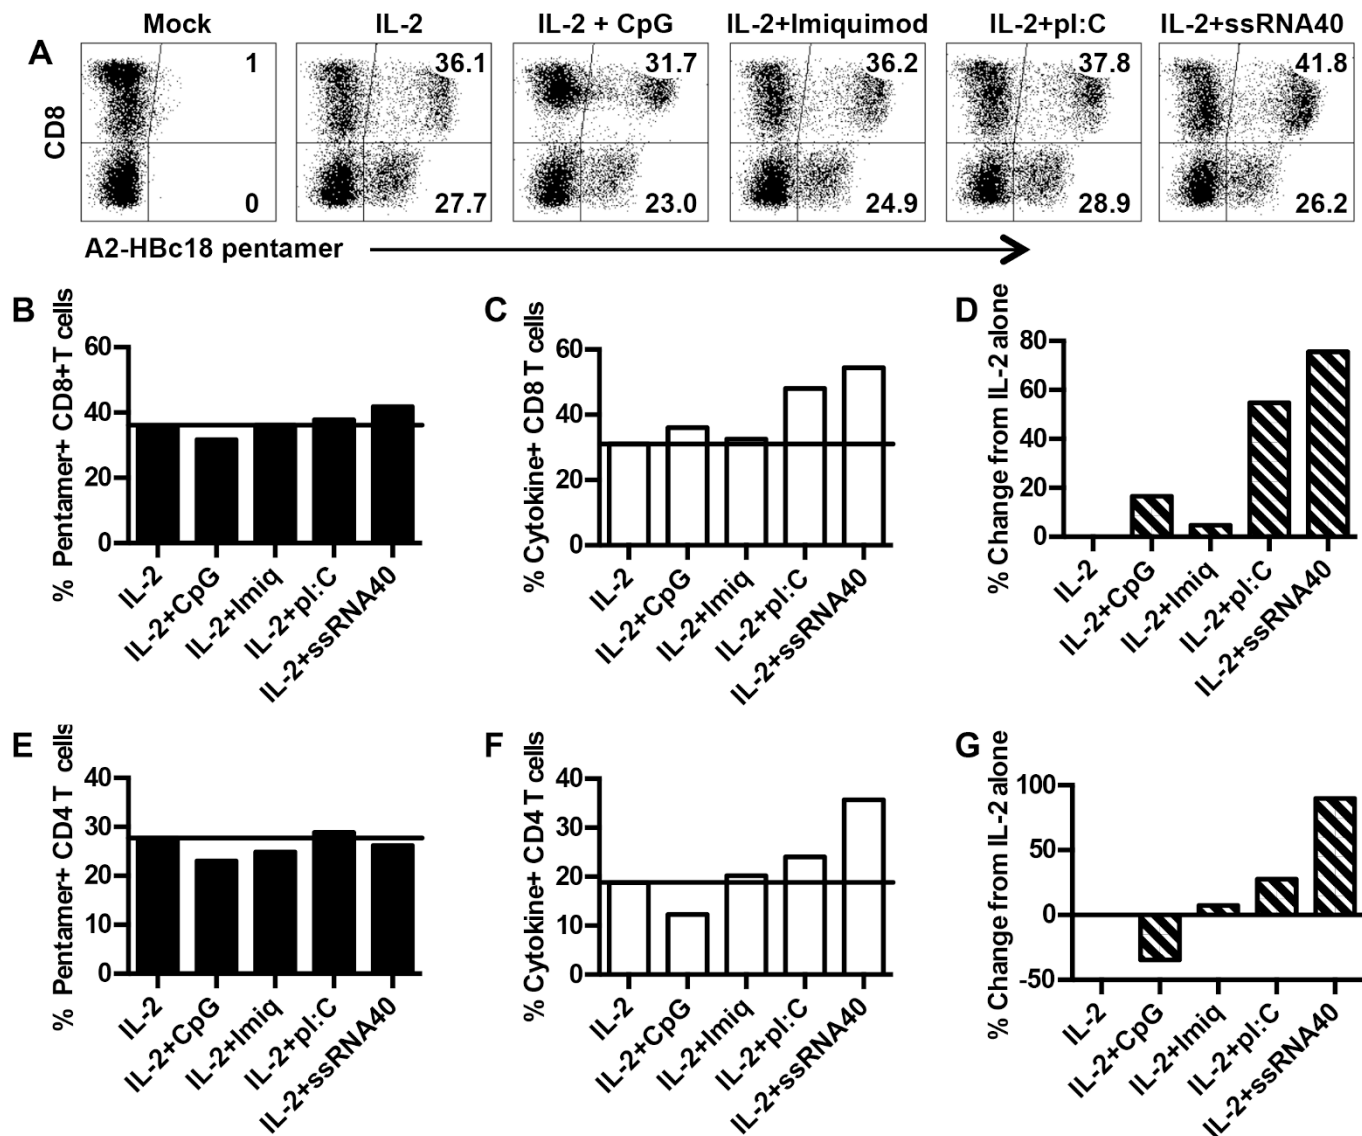 Mock IL-2 IL-2 + CpG IL-2+Imiquimod IL-2+pI:C IL-2+ssRNA40
A
CD8
1 36.1 31.7 36.2 37.8 41.8
0 27.7 23.0 24.9 28.9 26.2
A2-HBc18 pentamer
B
% Pentamer+ CD8+T cells
60
40
20
0
IL-2
IL-2+CpG
IL-2+Imiq
IL-2+pI:C
IL-2+ssRNA40
C
% Cytokine+ CD8 T cells
60
40
20
0
IL-2
IL-2+CpG
IL-2+Imiq
IL-2+pI:C
IL-2+ssRNA40
D
% Change from IL-2 alone
80
60
40
20
0
IL-2
IL-2+CpG
IL-2+Imiq
IL-2+pI:C
IL-2+ssRNA40
E
% Pentamer+ CD4 T cells
40
30
20
10
0
IL-2
IL-2+CpG
IL-2+Imiq
IL-2+pI:C
IL-2+ssRNA40
F
% Cytokine+ CD4 T cells
40
30
20
10
0
IL-2
IL-2+CpG
IL-2+Imiq
IL-2+pI:C
IL-2+ssRNA40
G
% Change from IL-2 alone
100
50
0
-50
IL-2
IL-2+CpG
IL-2+Imiq
IL-2+pI:C
IL-2+ssRNA40